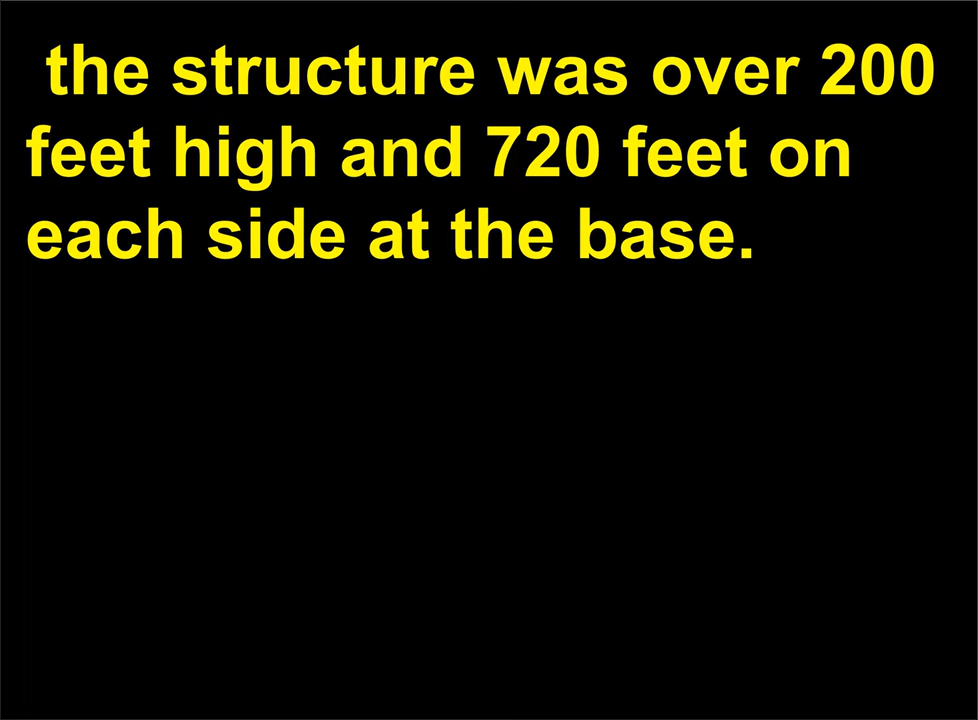 the structure was over 200
feet high and 720 feet on
each side at the base.